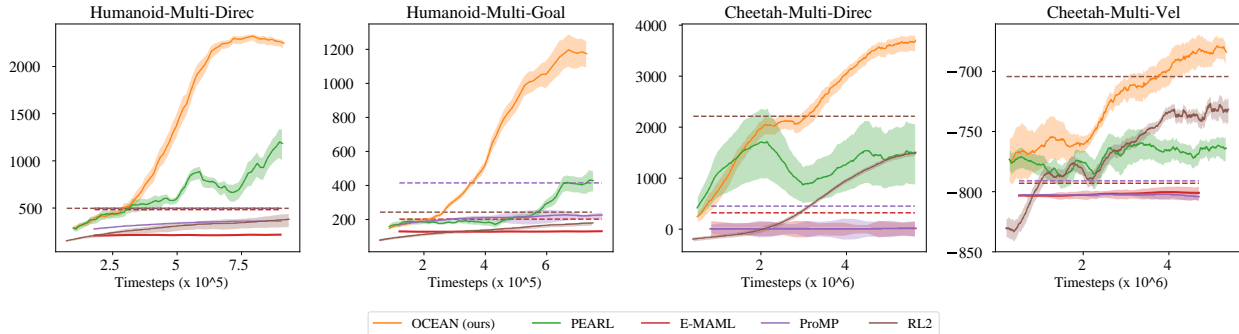 Humanoid-Multi-Direc
2000
1500
1000
500
2.5 5 7.5
Timesteps (x 10^5)
Humanoid-Multi-Goal
1200
1000
800
600
400
200
2 4 6
Timesteps (x 10^5)
Cheetah-Multi-Direc
4000
3000
2000
1000
0
2 4
Timesteps (x 10^6)
Cheetah-Multi-Vel
−700
−750
−800
−850
2 4
Timesteps (x 10^6)
OCEAN (ours) PEARL E-MAML ProMP RL2